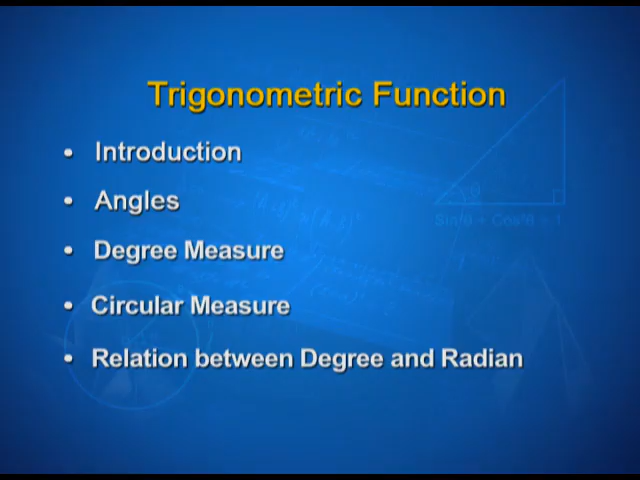 Trigonometric Function
• Introduction
• Angles
• Degree Measure
• Circular Measure
• Relation between Degree and Radian